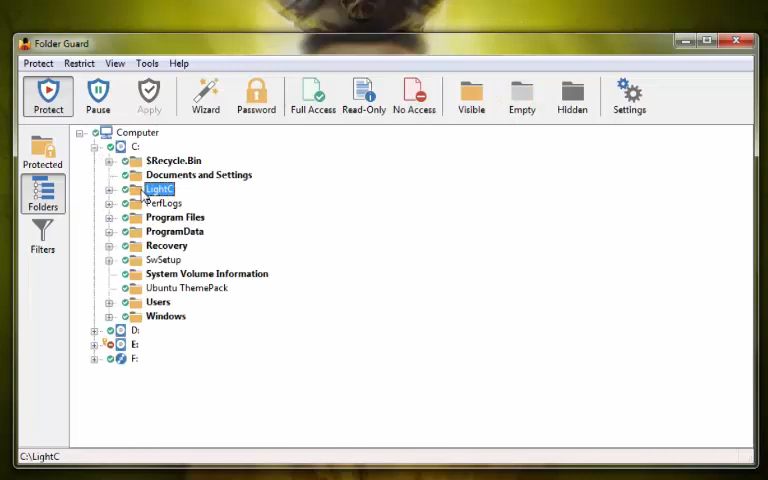 Folder Guard
Protect Restrict View Tools Help
Protect Pause Apply Wizard Password Full Access Read-Only No Access Visible Empty Hidden Settings
Protected
Folders
Filters
Computer
C:
$Recycle.Bin
Documents and Settings
LightC
PerfLogs
Program Files
ProgramData
Recovery
SwSetup
System Volume Information
Ubuntu ThemePack
Users
Windows
D:
E:
F:
C:\LightC